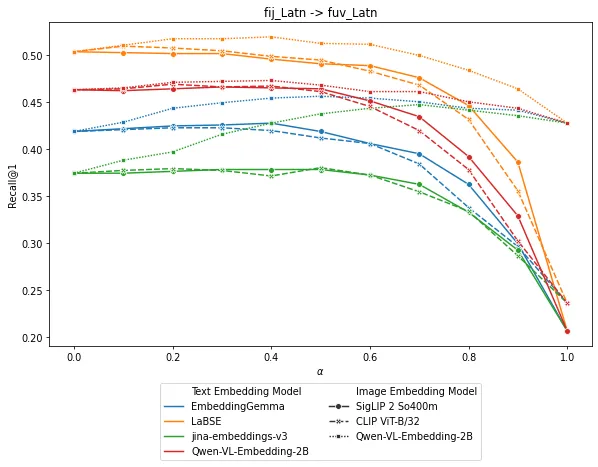 fij_Latn -> fuv_Latn
Recall@1
0.50
0.45
0.40
0.35
0.30
0.25
0.20
0.0 0.2 0.4 0.6 0.8 1.0
α
Text Embedding Model
EmbeddingGemma
LaBSE
jina-embeddings-v3
Qwen-VL-Embedding-2B
Image Embedding Model
SigLIP 2 So400m
CLIP ViT-B/32
Qwen-VL-Embedding-2B